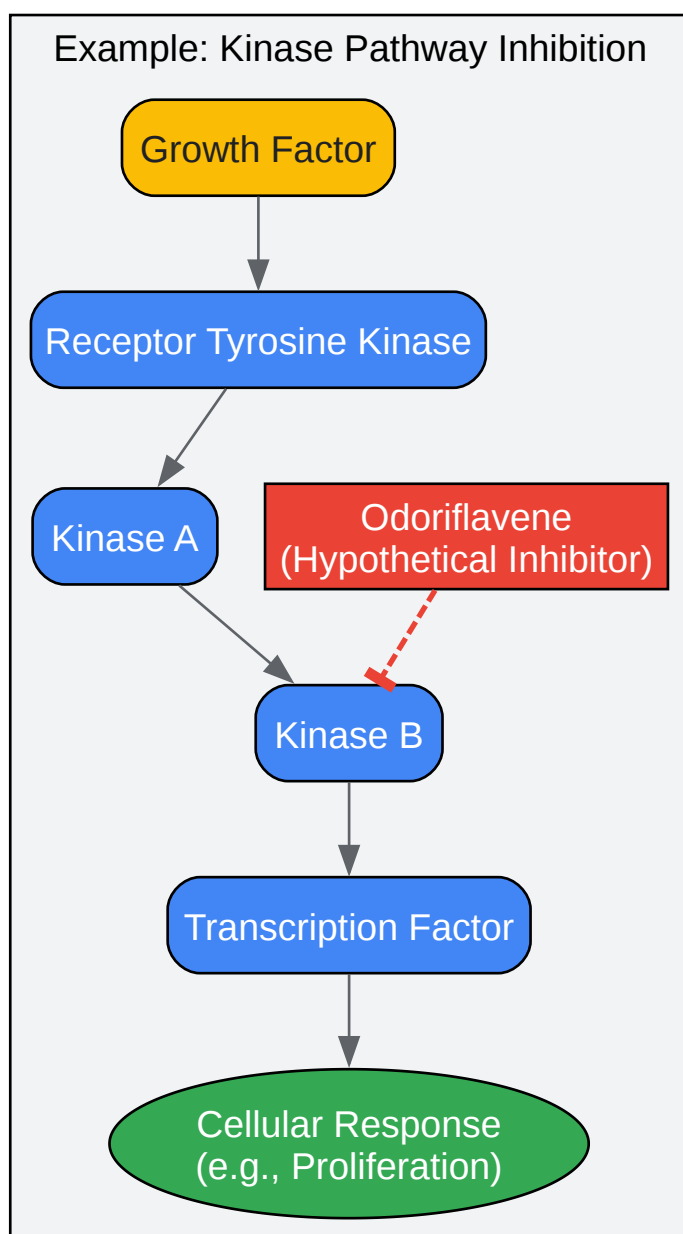 Example: Kinase Pathway Inhibition
Growth Factor
Receptor Tyrosine Kinase
Kinase A
Odoriflavene
(Hypothetical Inhibitor)
Kinase B
Transcription Factor
Cellular Response
(e.g., Proliferation)